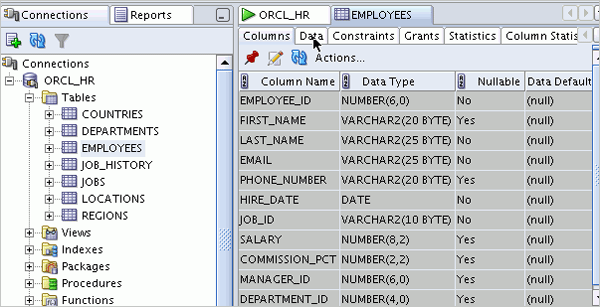 Connections Reports
Connections
ORCL_HR
Tables
COUNTRIES
DEPARTMENTS
EMPLOYEES
JOB_HISTORY
JOBS
LOCATIONS
REGIONS
Views
Indexes
Packages
Procedures
Functions
ORCL_HR EMPLOYEES
Columns Data Constraints Grants Statistics Column Statis
Actions...
Column Name Data Type Nullable Data Default
EMPLOYEE_ID NUMBER(6,0) No (null)
FIRST_NAME VARCHAR2(20 BYTE) Yes (null)
LAST_NAME VARCHAR2(25 BYTE) No (null)
EMAIL VARCHAR2(25 BYTE) No (null)
PHONE_NUMBER VARCHAR2(20 BYTE) Yes (null)
HIRE_DATE DATE No (null)
JOB_ID VARCHAR2(10 BYTE) No (null)
SALARY NUMBER(8,2) Yes (null)
COMMISSION_PCT NUMBER(2,2) Yes (null)
MANAGER_ID NUMBER(6,0) Yes (null)
DEPARTMENT_ID NUMBER(4,0) Yes (null)